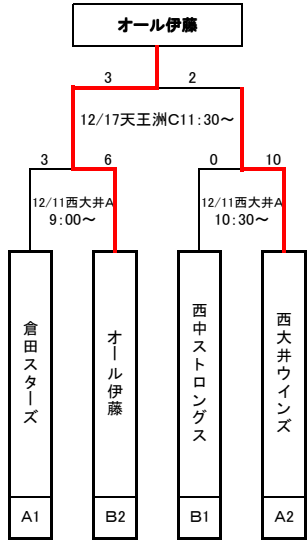 オール伊藤
3 2
12/17天王洲C11:30～
3 6 0 10
12/11西大井A 12/11西大井A
9:00～ 10:30～
倉田スターズ
オール伊藤
西中ストロングス
西大井ウインズ
A1 B2 B1 A2